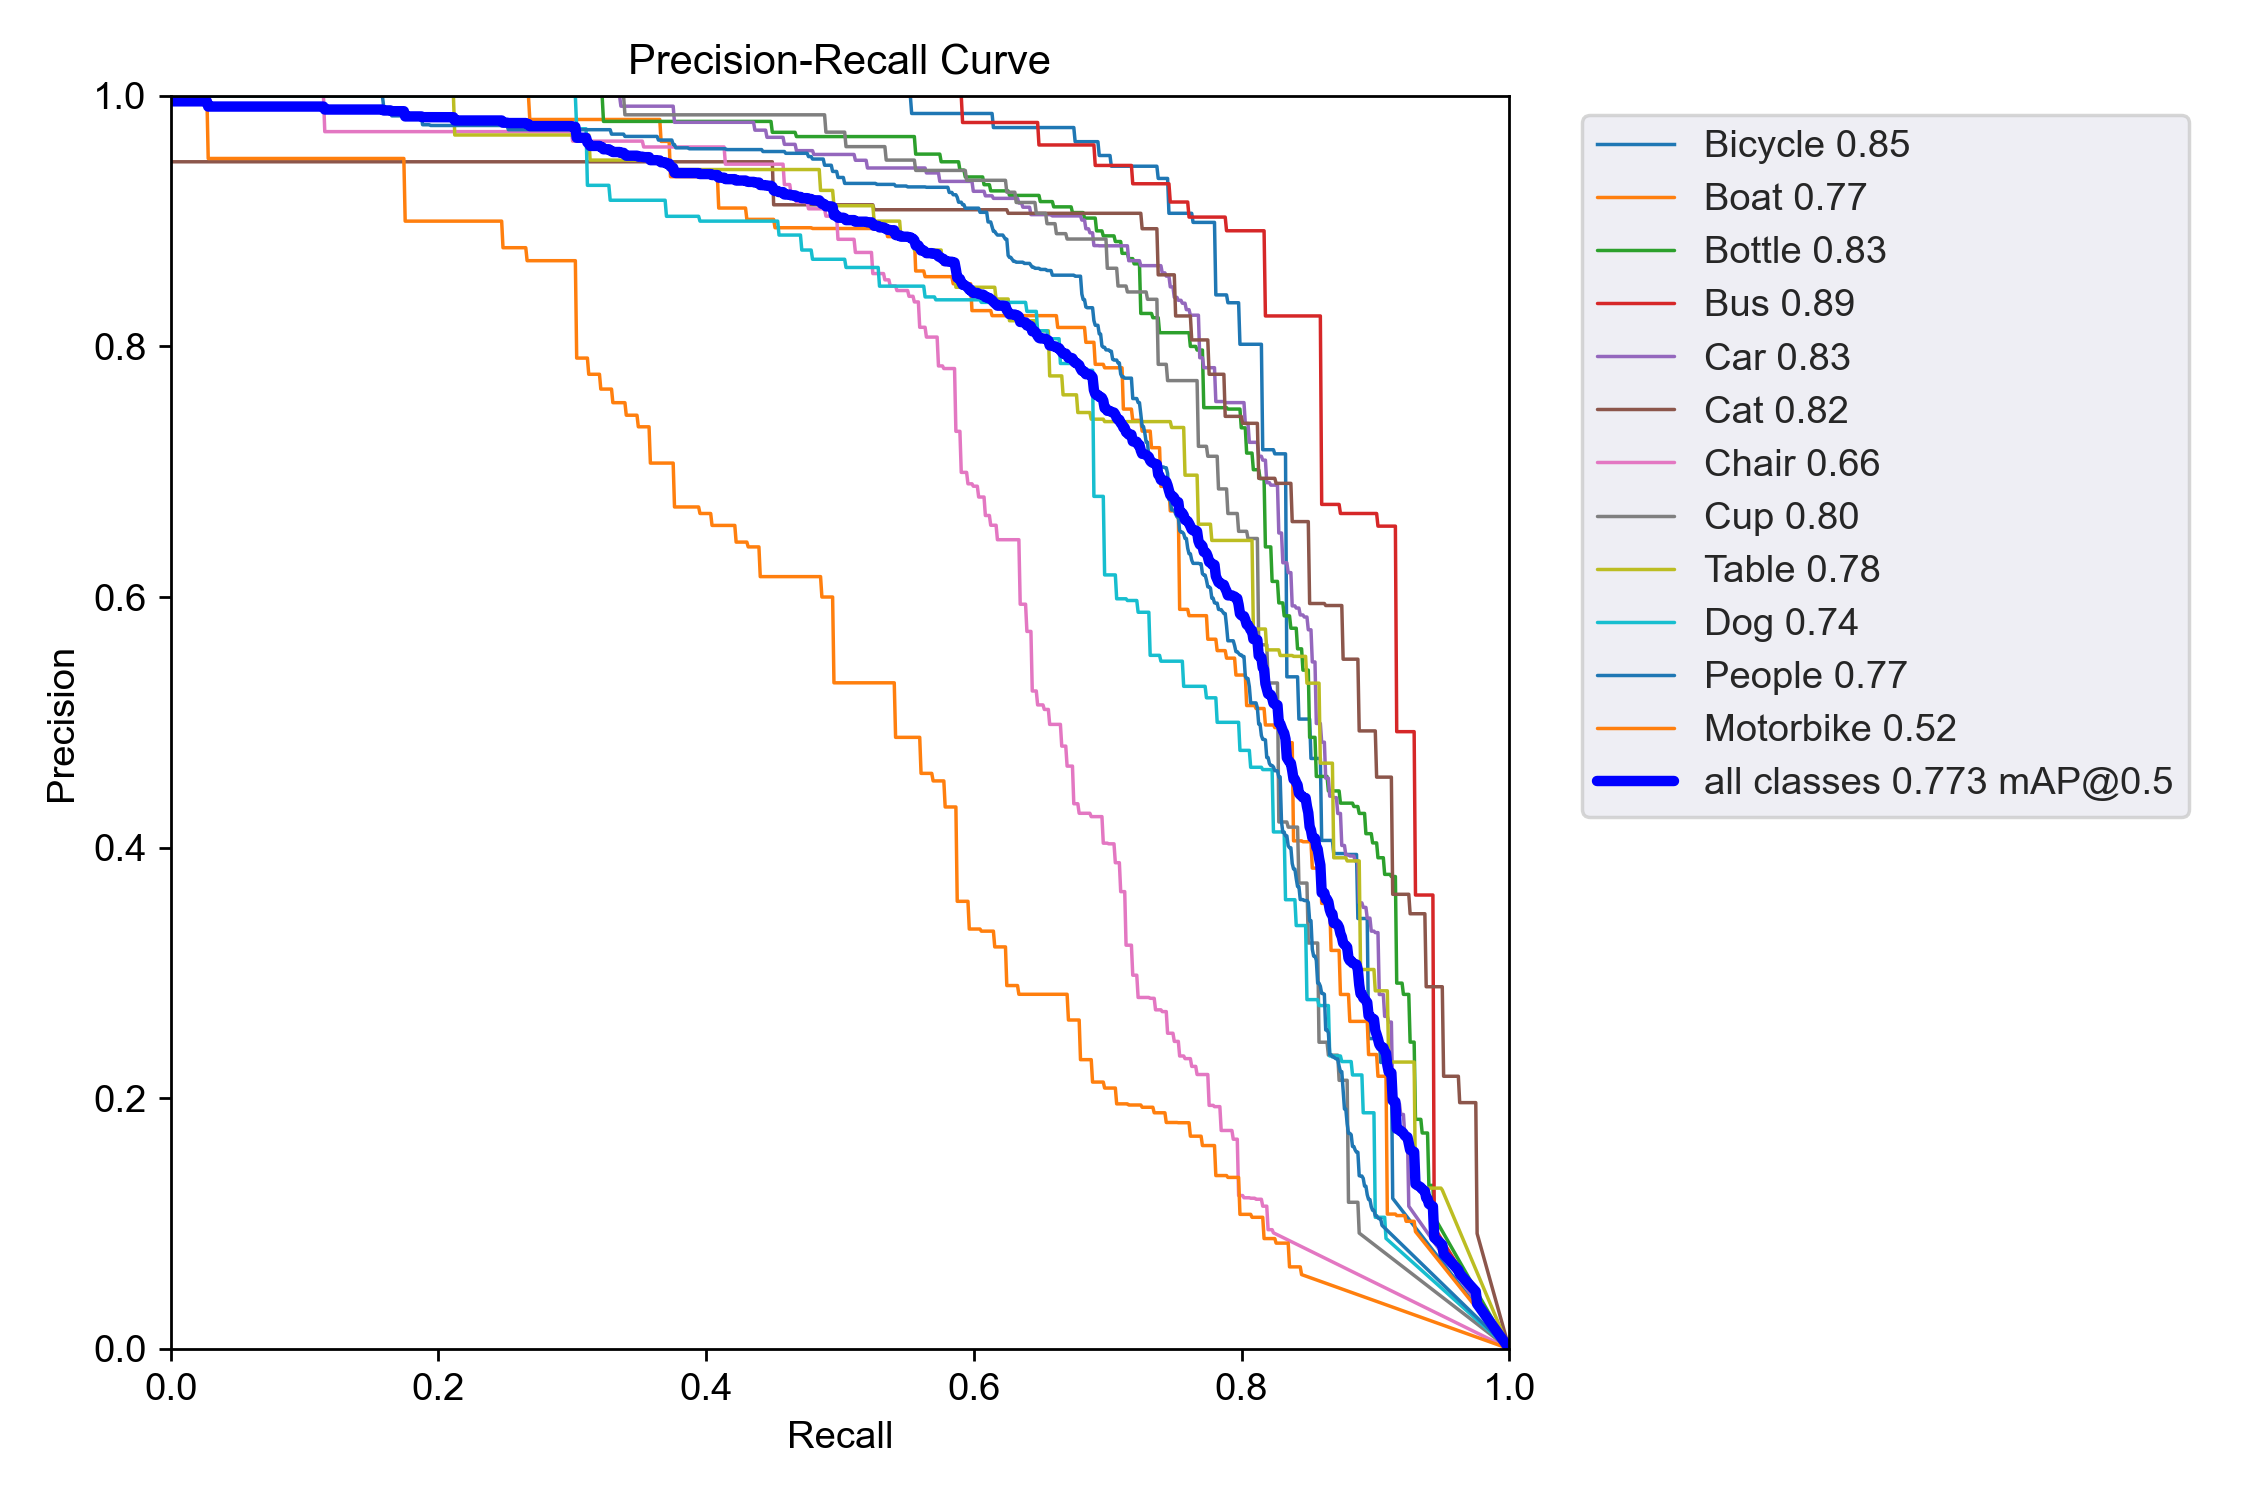 Precision-Recall Curve
1.0
0.8
0.6
0.4
0.2
0.0
Precision
0.0 0.2 0.4 0.6 0.8 1.0
Recall
Bicycle 0.85
Boat 0.77
Bottle 0.83
Bus 0.89
Car 0.83
Cat 0.82
Chair 0.66
Cup 0.80
Table 0.78
Dog 0.74
People 0.77
Motorbike 0.52
all classes 0.773 mAP@0.5